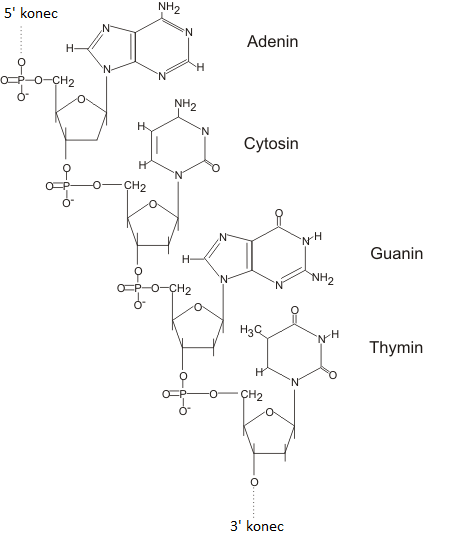 5' konec
NH2
Adenin
N
N
H
O
N
N
H
O=P-O-CH2
O-
O
NH2
H
N
Cytosin
O
H
N
O
O=P-O-CH2
O-
O
O
N
N-H
Guanin
O
H
N
N
NH2
O=P-O-CH2
O-
O
O
H3C
N-H
Thymin
O
H
N
O
O=P-O-CH2
O-
O
O
3' konec